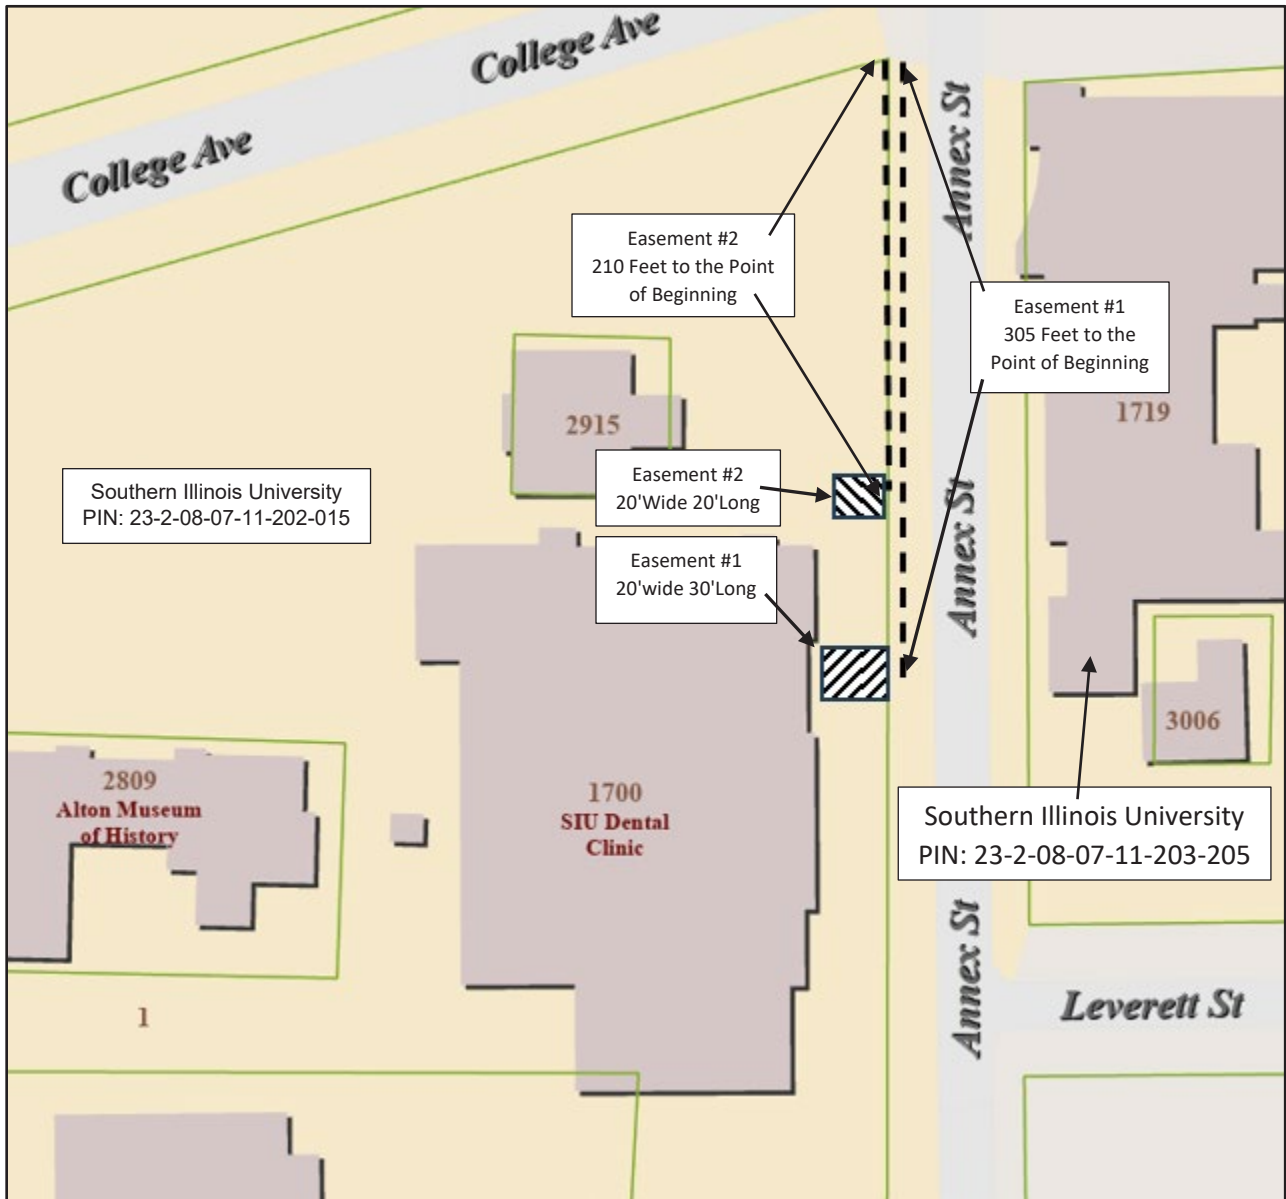 College Ave
College Ave
Annex St
Easement #2
210 Feet to the Point
of Beginning
Easement #1
305 Feet to the
Point of Beginning
2915
1719
Easement #2
20'Wide 20'Long
Southern Illinois University
PIN: 23-2-08-07-11-202-015
Annex St
Easement #1
20'wide 30'Long
3006
2809
Alton Museum
of History
1700
SIU Dental
Clinic
Southern Illinois University
PIN: 23-2-08-07-11-203-205
Annex St
Leverett St
1